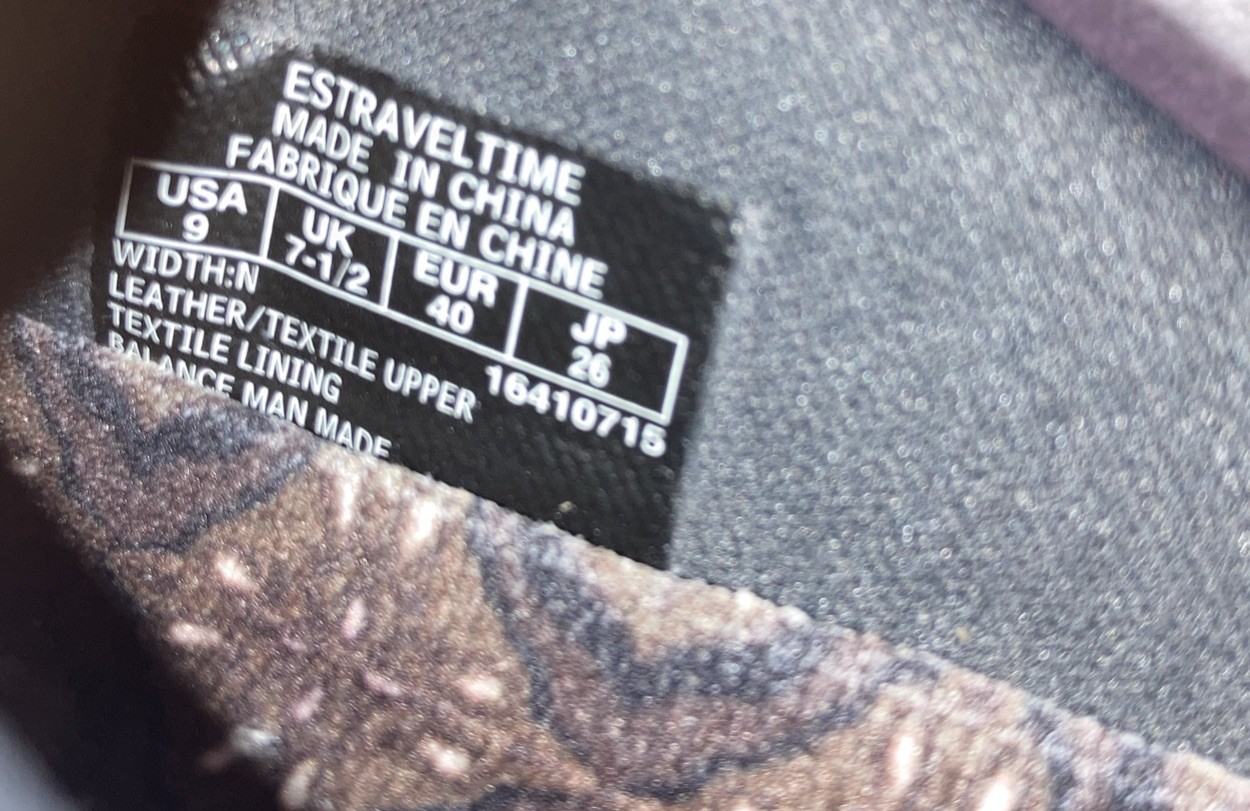 ESTRAVELTIME
MADE IN CHINA
FABRIQUE EN CHINE
USA UK EUR JP
9 7-1/2 40 26
WIDTH:N
16410715
LEATHER/TEXTILE UPPER
TEXTILE LINING
BALANCE MAN MADE